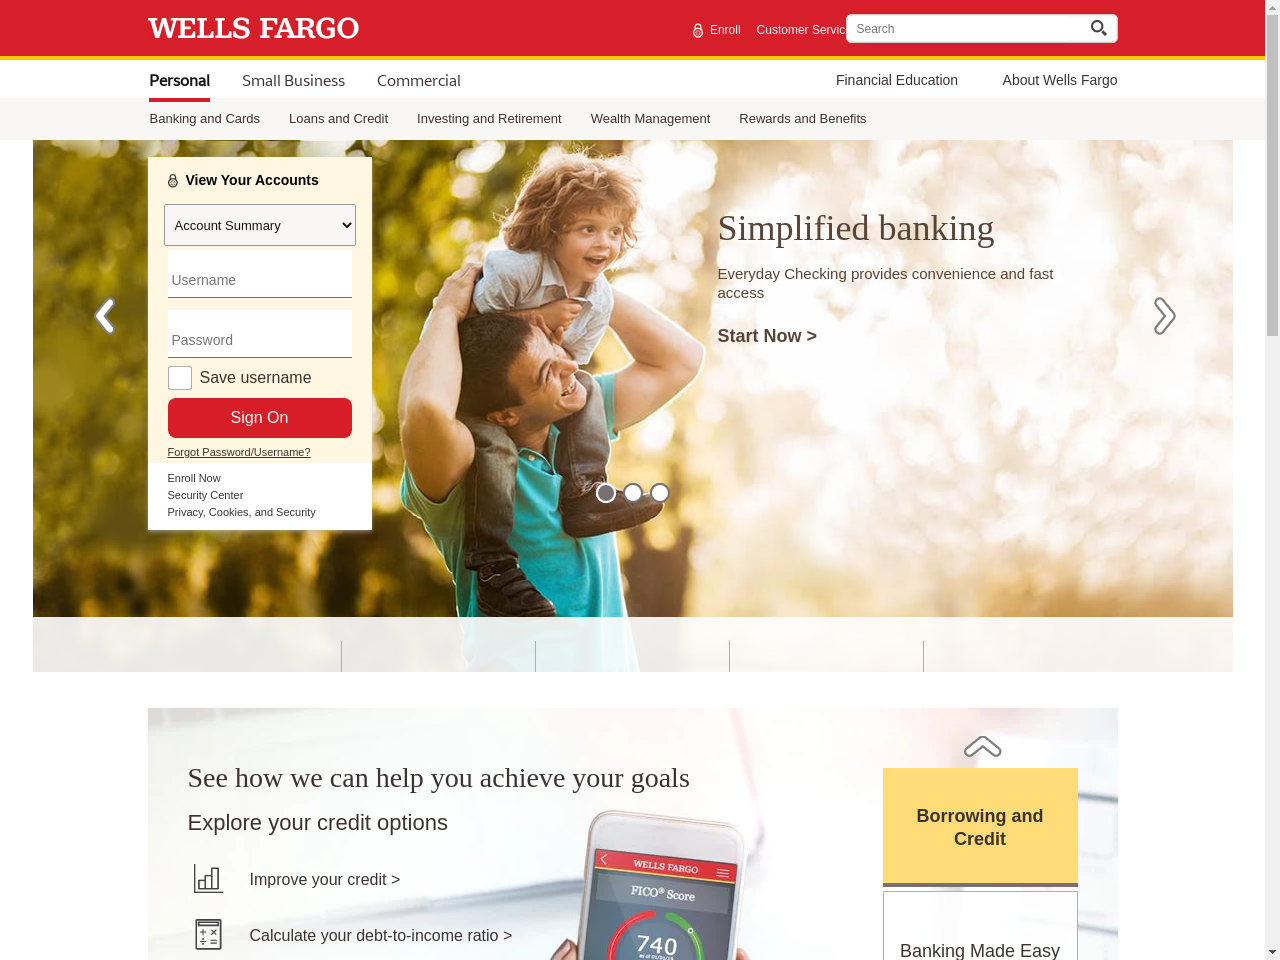 WELLS FARGO
Enroll
Customer Servic
Search
Personal
Small Business
Commercial
Financial Education
About Wells Fargo
Banking and Cards
Loans and Credit
Investing and Retirement
Wealth Management
Rewards and Benefits
View Your Accounts
Account Summary
Username
Password
Save username
Sign On
Forgot Password/Username?
Enroll Now
Security Center
Privacy, Cookies, and Security
Simplified banking
Everyday Checking provides convenience and fast
access
Start Now >
See how we can help you achieve your goals
Explore your credit options
Improve your credit >
Calculate your debt-to-income ratio >
WELLS FARGO
FICO® Score
740
as of 01/01/18
Borrowing and
Credit
Banking Made Easy